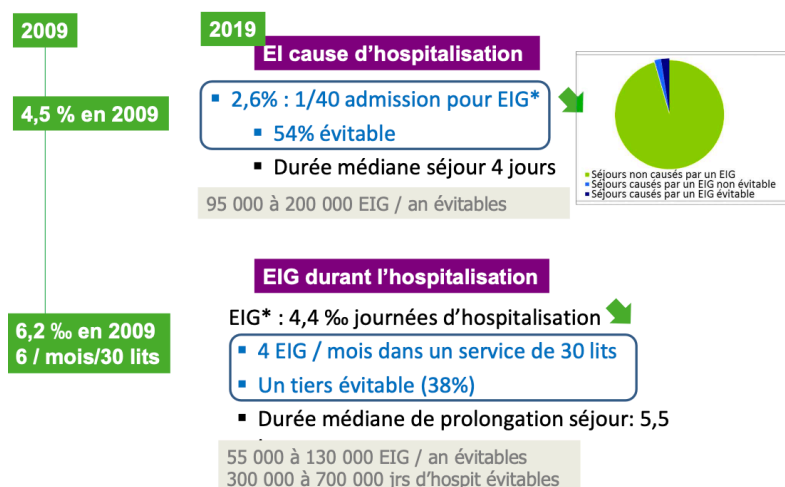 2009
2019
EI cause d’hospitalisation
4,5 % en 2009
▪ 2,6% : 1/40 admission pour EIG*
▪ 54% évitable
▪ Durée médiane séjour 4 jours
95 000 à 200 000 EIG / an évitables
Séjours non causés par un EIG
Séjours causés par un EIG non évitable
Séjours causés par un EIG évitable
EIG durant l’hospitalisation
6,2 ‰ en 2009
6 / mois/30 lits
EIG* : 4,4 ‰ journées d’hospitalisation
▪ 4 EIG / mois dans un service de 30 lits
▪ Un tiers évitable (38%)
▪ Durée médiane de prolongation séjour: 5,5
55 000 à 130 000 EIG / an évitables
300 000 à 700 000 jrs d’hospit évitables